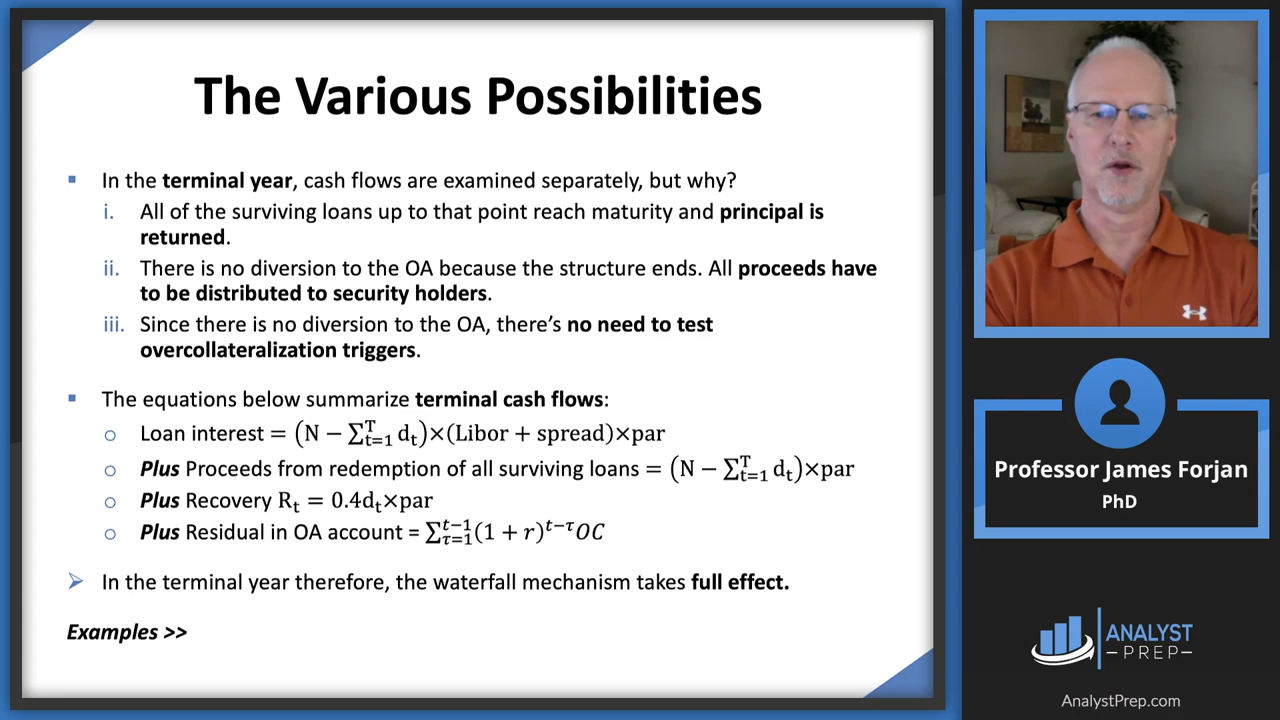 The Various Possibilities
▪ In the terminal year, cash flows are examined separately, but why?
i. All of the surviving loans up to that point reach maturity and principal is
returned.
ii. There is no diversion to the OA because the structure ends. All proceeds have
to be distributed to security holders.
iii. Since there is no diversion to the OA, there’s no need to test
overcollateralization triggers.
▪ The equations below summarize terminal cash flows:
○ Loan interest = (N − ∑ᵀₜ₌₁ dₜ)×(Libor + spread)×par
○ Plus Proceeds from redemption of all surviving loans = (N − ∑ᵀₜ₌₁ dₜ)×par
○ Plus Recovery Rₜ = 0.4dₜ×par
○ Plus Residual in OA account = ∑_{τ=1}^{t−1}(1 + r)^{t−τ}OC
➢ In the terminal year therefore, the waterfall mechanism takes full effect.
Examples >>
Professor James Forjan
PhD
ANALYST
–PREP–
AnalystPrep.com